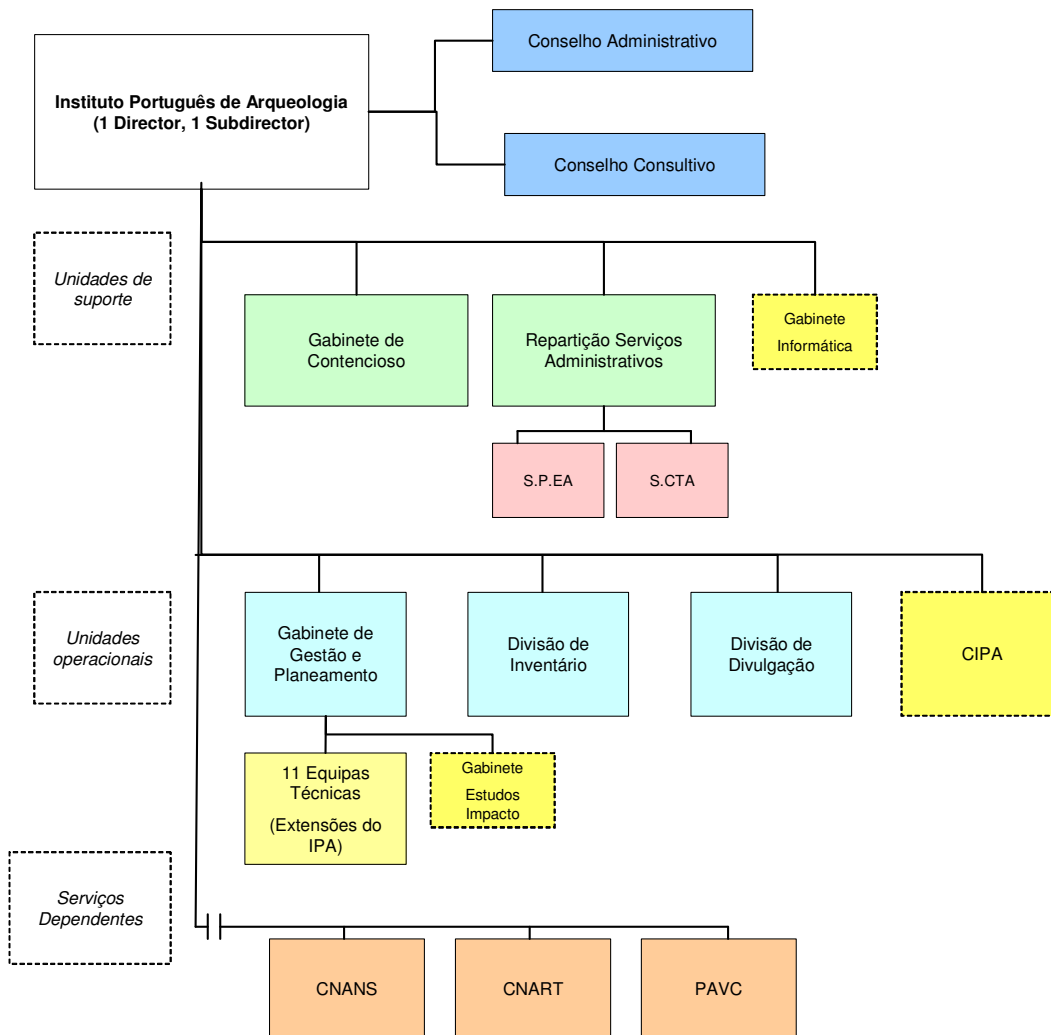 Conselho Administrativo
Instituto Português de Arqueologia
(1 Director, 1 Subdirector)
Conselho Consultivo
Unidades de
suporte
Gabinete de
Contencioso
Repartição Serviços
Administrativos
Gabinete
Informática
S.P.EA
S.CTA
Unidades
operacionais
Gabinete de
Gestão e
Planeamento
Divisão de
Inventário
Divisão de
Divulgação
CIPA
11 Equipas
Técnicas
(Extensões do
IPA)
Gabinete
Estudos
Impacto
Serviços
Dependentes
CNANS
CNART
PAVC